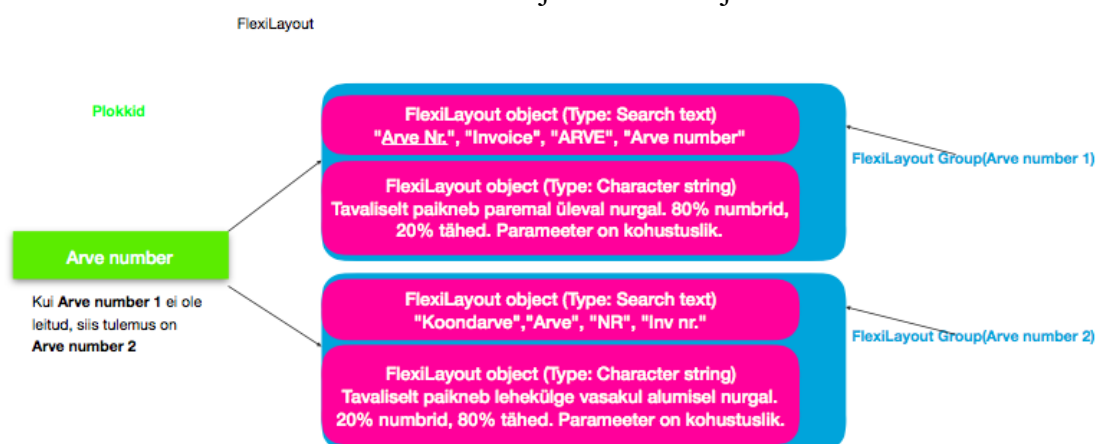 FlexiLayout
Plokkid
FlexiLayout object (Type: Search text)
"Arve Nr.", "Invoice", "ARVE", "Arve number"
FlexiLayout Group(Arve number 1)
FlexiLayout object (Type: Character string)
Tavaliselt paikneb paremal üleval nurgal. 80% numbrid,
20% tähed. Parameeter on kohustuslik.
Arve number
Kui Arve number 1 ei ole
leitud, siis tulemus on
Arve number 2
FlexiLayout object (Type: Search text)
"Koondarve","Arve", "NR", "Inv nr."
FlexiLayout Group(Arve number 2)
FlexiLayout object (Type: Character string)
Tavaliselt paikneb lehekülge vasakul alumisel nurgal.
20% numbrid, 80% tähed. Parameeter on kohustuslik.